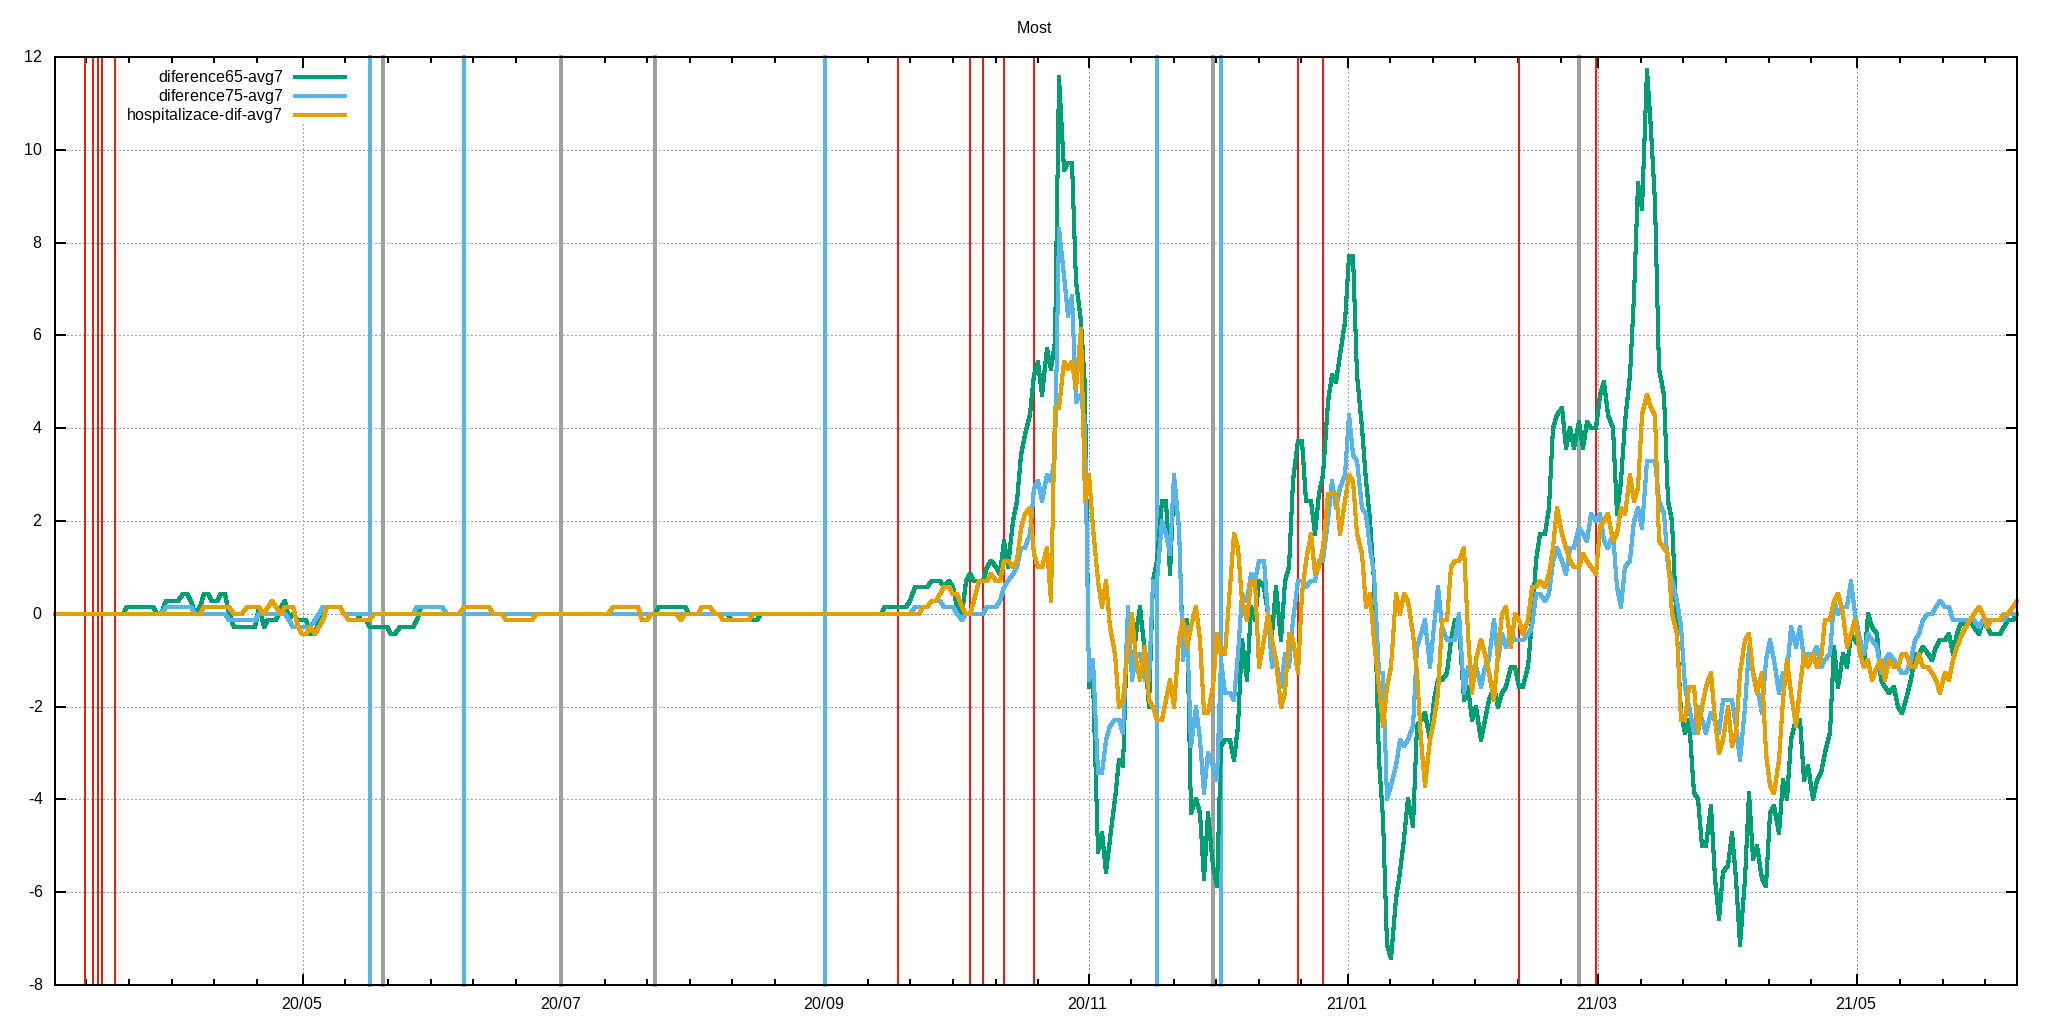 Most
12
diference65-avg7
diference75-avg7
hospitalizace-dif-avg7
10
8
6
4
2
0
-2
-4
-6
-8
20/05 20/07 20/09 20/11 21/01 21/03 21/05